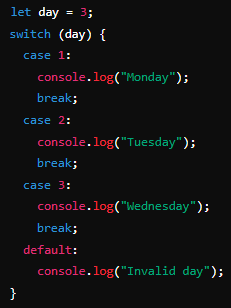 let day = 3;
switch (day) {
  case 1:
    console.log("Monday");
    break;
  case 2:
    console.log("Tuesday");
    break;
  case 3:
    console.log("Wednesday");
    break;
  default:
    console.log("Invalid day");
}